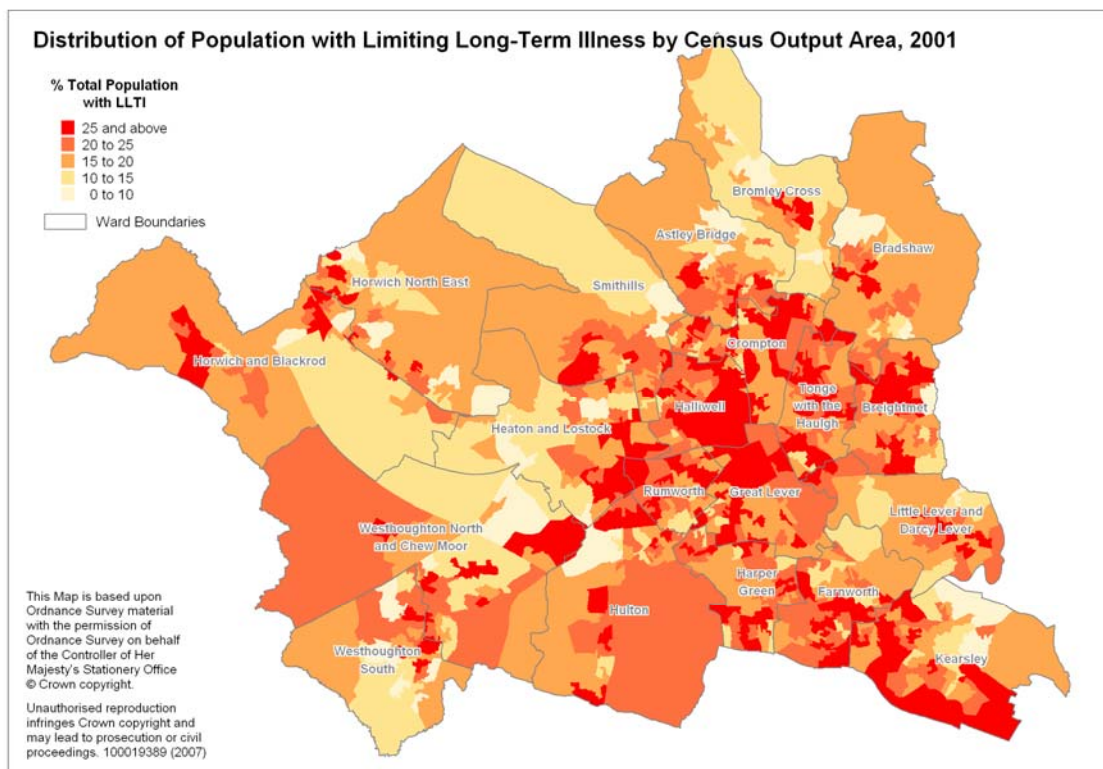 Distribution of Population with Limiting Long-Term Illness by Census Output Area, 2001
% Total Population
with LLTI
25 and above
20 to 25
15 to 20
10 to 15
0 to 10
Ward Boundaries
Bromley Cross
Astley Bridge
Bradshaw
Horwich North East
Smithills
Crompton
Horwich and Blackrod
Halliwell
Tonge
with the
Haulgh
Breightmet
Heaton and Lostock
Rumworth
Great Lever
Westhoughton North
and Chew Moor
Little Lever and
Darcy Lever
Harper
Green
Farnworth
Hulton
Westhoughton
South
Kearsley
This Map is based upon
Ordnance Survey material
with the permission of
Ordnance Survey on behalf
of the Controller of Her
Majesty's Stationery Office
© Crown copyright.
Unauthorised reproduction
infringes Crown copyright and
may lead to prosecution or civil
proceedings. 100019389 (2007)